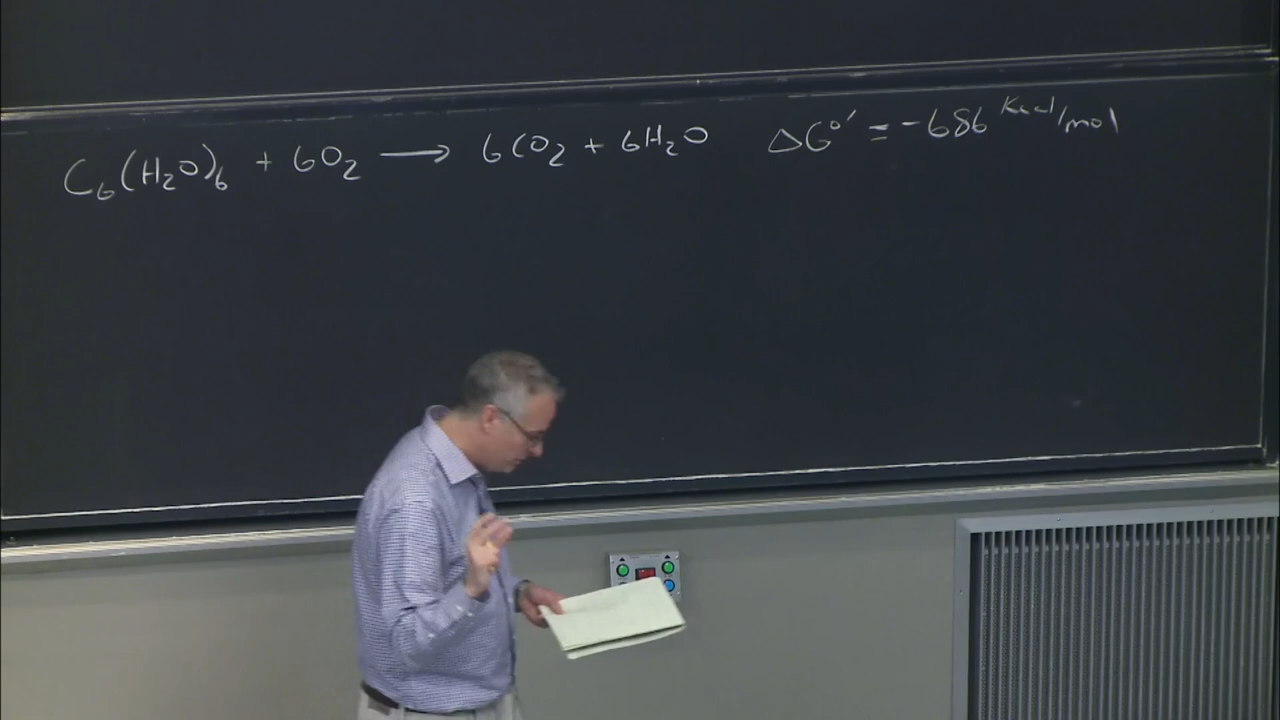 C₆(H₂O)₆ + 6O₂ ⟶ 6CO₂ + 6H₂O ΔG°′ = -686 Kcal/mol